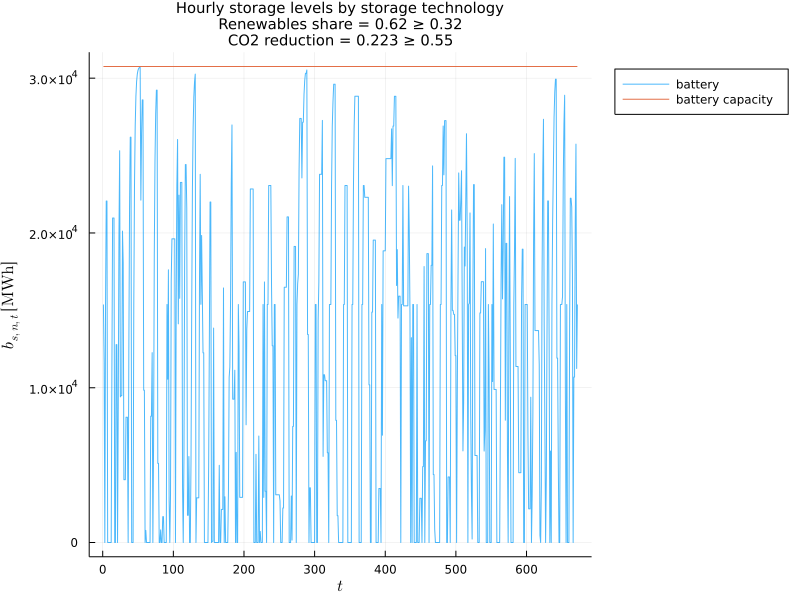 Hourly storage levels by storage technology
Renewables share = 0.62 ≥ 0.32
CO2 reduction = 0.223 ≥ 0.55
3.0×10⁴
2.0×10⁴
1.0×10⁴
0
b_{s, n, t} [MWh]
0 100 200 300 400 500 600
t
battery
battery capacity